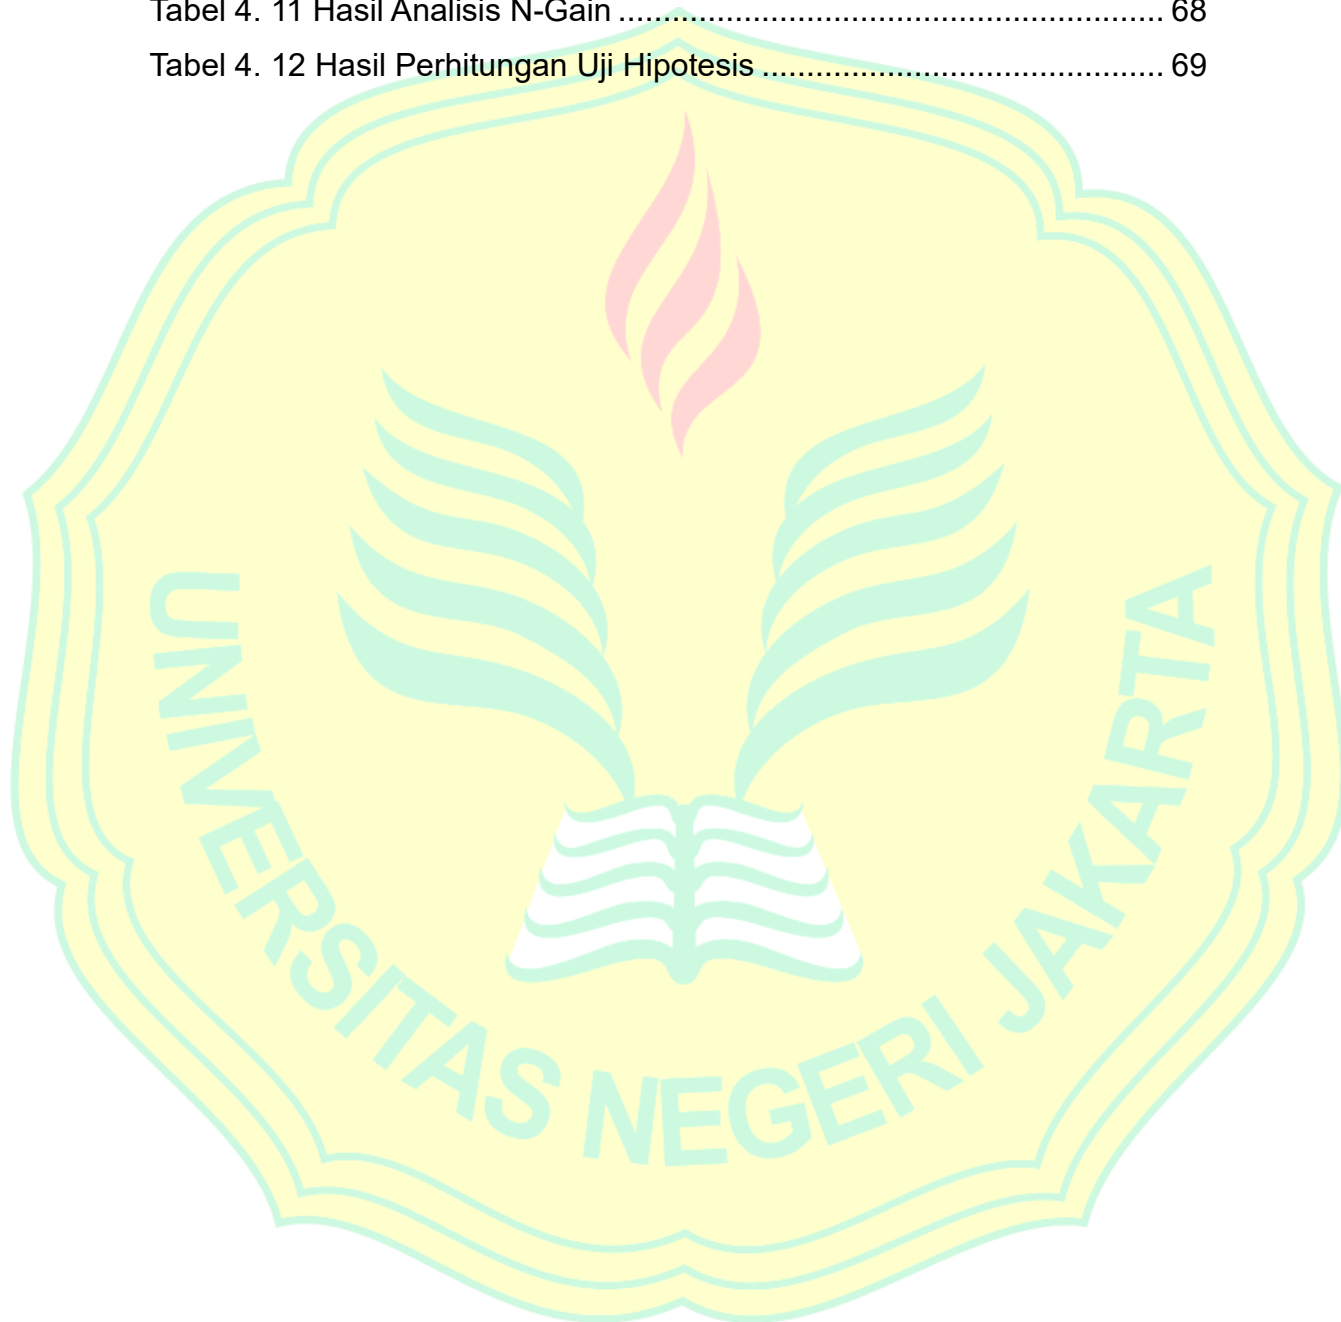 Tabel 4. 11 Hasil Analisis N-Gain ............................................................. 68
Tabel 4. 12 Hasil Perhitungan Uji Hipotesis ............................................. 69
UNIVERSITAS NEGERI JAKARTA